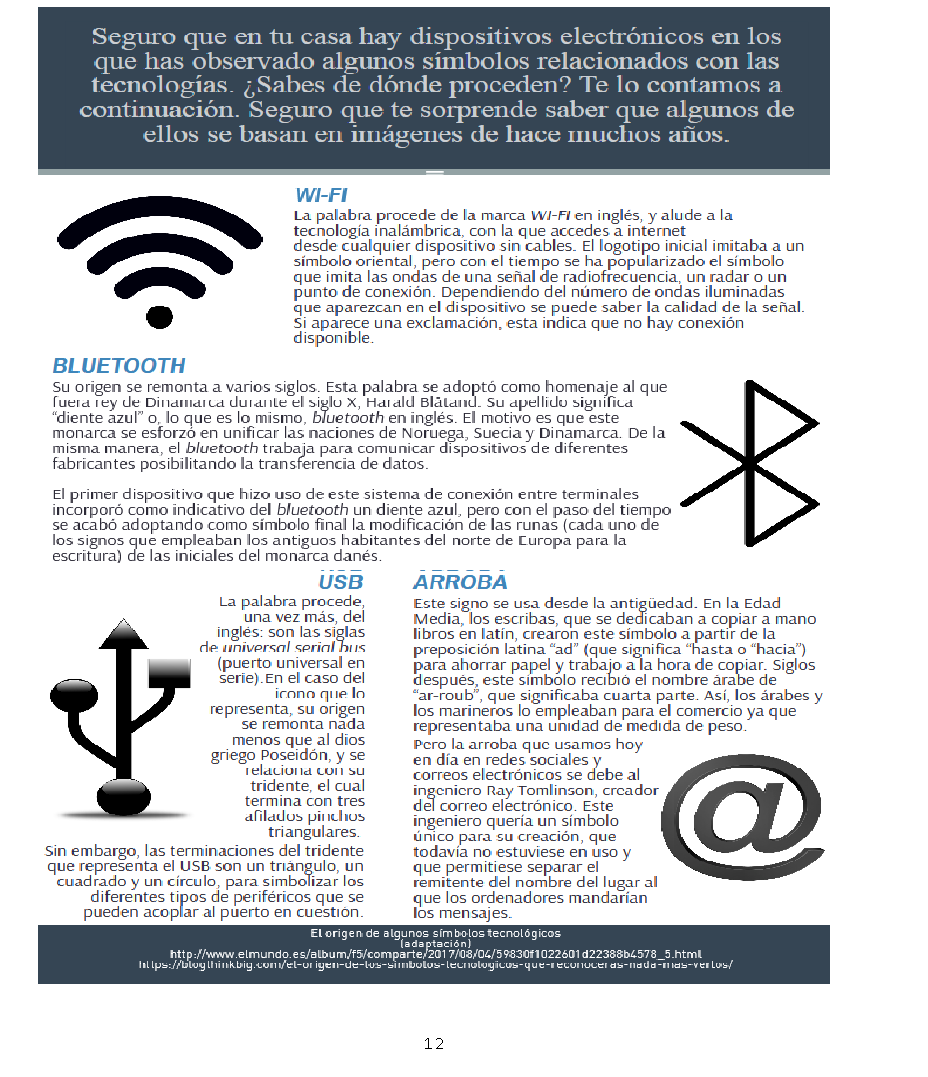 Seguro que en tu casa hay dispositivos electrónicos en los
que has observado algunos símbolos relacionados con las
tecnologías. ¿Sabes de dónde proceden? Te lo contamos a
continuación. Seguro que te sorprende saber que algunos de
ellos se basan en imágenes de hace muchos años.
WI-FI
La palabra procede de la marca WI-FI en inglés, y alude a la
tecnología inalámbrica, con la que accedes a internet
desde cualquier dispositivo sin cables. El logotipo inicial imitaba a un
símbolo oriental, pero con el tiempo se ha popularizado el símbolo
que imita las ondas de una señal de radiofrecuencia, un radar o un
punto de conexión. Dependiendo del número de ondas iluminadas
que aparezcan en el dispositivo se puede saber la calidad de la señal.
Si aparece una exclamación, esta indica que no hay conexión
disponible.
BLUETOOTH
Su origen se remonta a varios siglos. Esta palabra se adoptó como homenaje al que
fuera rey de Dinamarca durante el siglo X, Harald Blåtand. Su apellido significa
“diente azul” o, lo que es lo mismo, bluetooth en inglés. El motivo es que este
monarca se esforzó en unificar las naciones de Noruega, Suecia y Dinamarca. De la
misma manera, el bluetooth trabaja para comunicar dispositivos de diferentes
fabricantes posibilitando la transferencia de datos.
El primer dispositivo que hizo uso de este sistema de conexión entre terminales
incorporó como indicativo del bluetooth un diente azul, pero con el paso del tiempo
se acabó adoptando como símbolo final la modificación de las runas (cada uno de
los signos que empleaban los antiguos habitantes del norte de Europa para la
escritura) de las iniciales del monarca danés.
USB
La palabra procede,
una vez más, del
inglés: son las siglas
de universal serial bus
(puerto universal en
serie).En el caso del
icono que lo
representa, su origen
se remonta nada
menos que al dios
griego Poseidón, y se
relaciona con su
tridente, el cual
termina con tres
afilados pinchos
triangulares.
Sin embargo, las terminaciones del tridente
que representa el USB son un triángulo, un
cuadrado y un círculo, para simbolizar los
diferentes tipos de periféricos que se
pueden acoplar al puerto en cuestión.
ARROBA
Este signo se usa desde la antigüedad. En la Edad
Media, los escribas, que se dedicaban a copiar a mano
libros en latín, crearon este símbolo a partir de la
preposición latina “ad” (que significa “hasta o “hacia”)
para ahorrar papel y trabajo a la hora de copiar. Siglos
después, este símbolo recibió el nombre árabe de
“ar-roub”, que significaba cuarta parte. Así, los árabes y
los marineros lo empleaban para el comercio ya que
representaba una unidad de medida de peso.
Pero la arroba que usamos hoy
en día en redes sociales y
correos electrónicos se debe al
ingeniero Ray Tomlinson, creador
del correo electrónico. Este
ingeniero quería un símbolo
único para su creación, que
todavía no estuviese en uso y
que permitiese separar el
remitente del nombre del lugar al
que los ordenadores mandarían
los mensajes.
@
El origen de algunos símbolos tecnológicos
(adaptación)
http://www.elmundo.es/album/f5/comparte/2017/08/04/59830f1022601d22388b4578_5.html
https://blogthinkbig.com/el-origen-de-los-simbolos-tecnologicos-que-reconoceras-nada-mas-verlos/
12